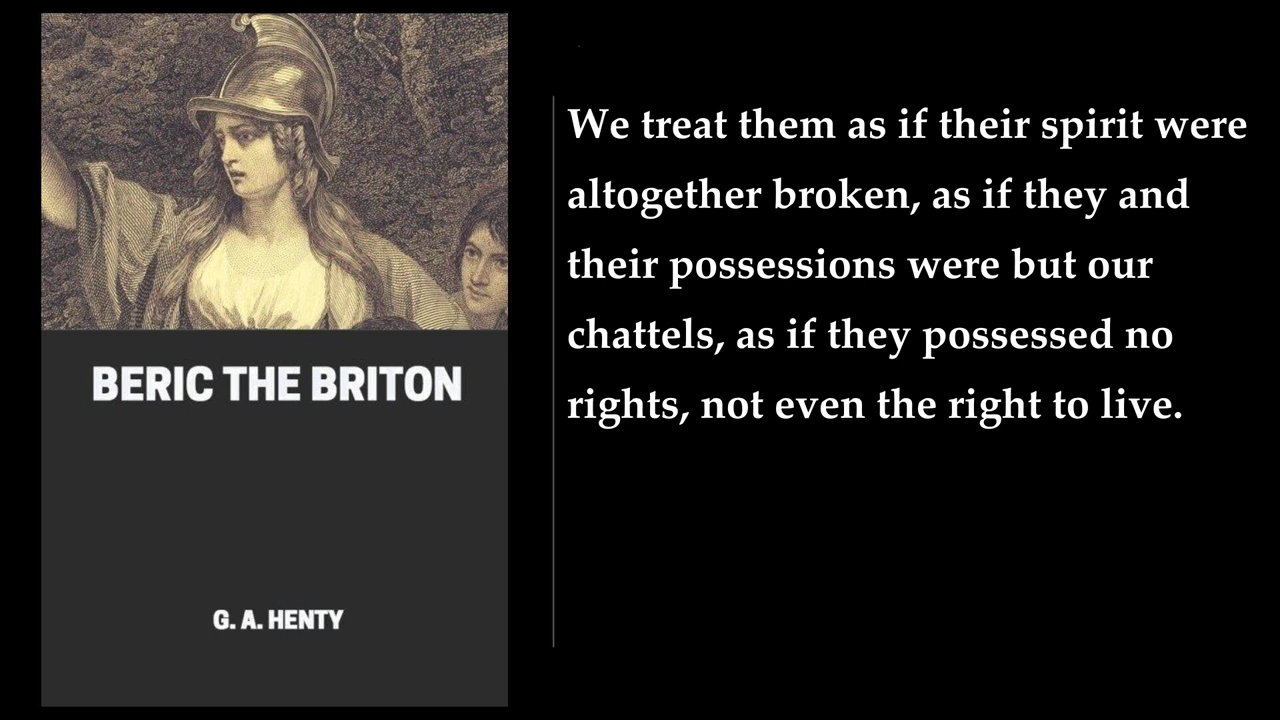 BERIC THE BRITON
G. A. HENTY
We treat them as if their spirit were
altogether broken, as if they and
their possessions were but our
chattels, as if they possessed no
rights, not even the right to live.